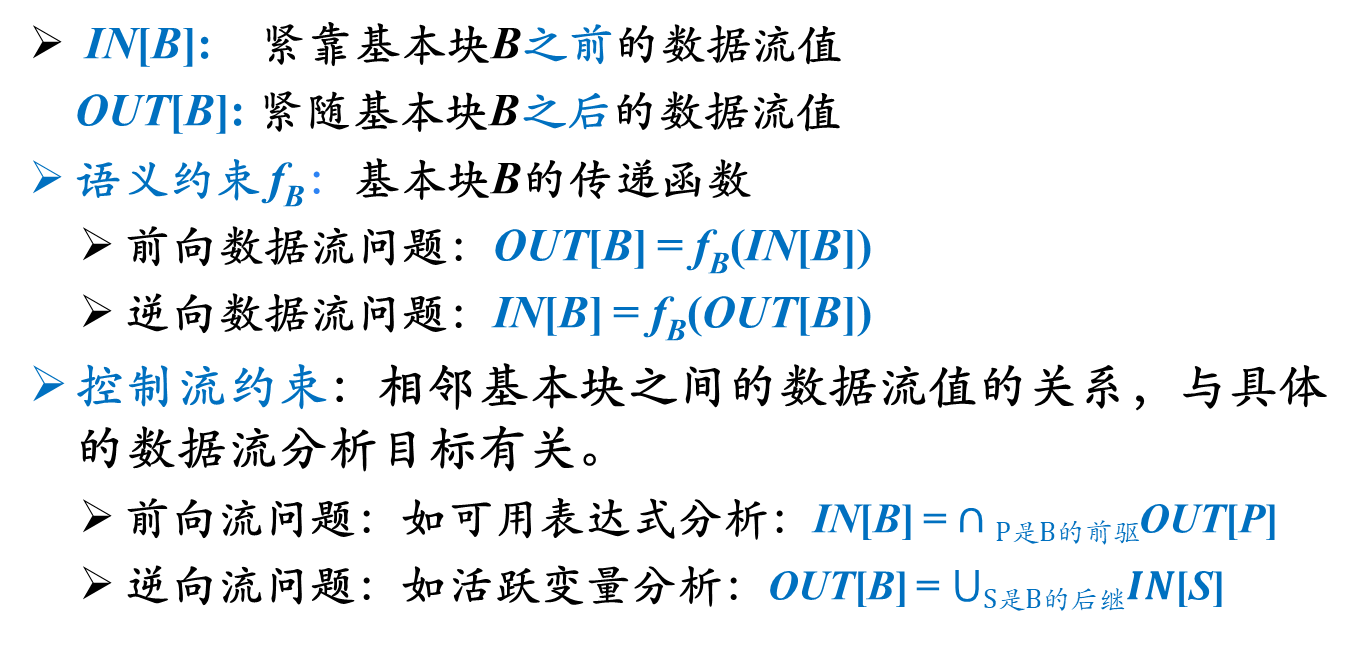 ➢ IN[B]: 紧靠基本块B之前的数据流值
OUT[B]: 紧随基本块B之后的数据流值
➢ 语义约束f_B：基本块B的传递函数
➢ 前向数据流问题：OUT[B] = f_B(IN[B])
➢ 逆向数据流问题：IN[B] = f_B(OUT[B])
➢ 控制流约束：相邻基本块之间的数据流值的关系，与具体
的数据流分析目标有关。
➢ 前向流问题：如可用表达式分析：IN[B] = ∩ P是B的前驱OUT[P]
➢ 逆向流问题：如活跃变量分析：OUT[B] = ∪S是B的后继IN[S]